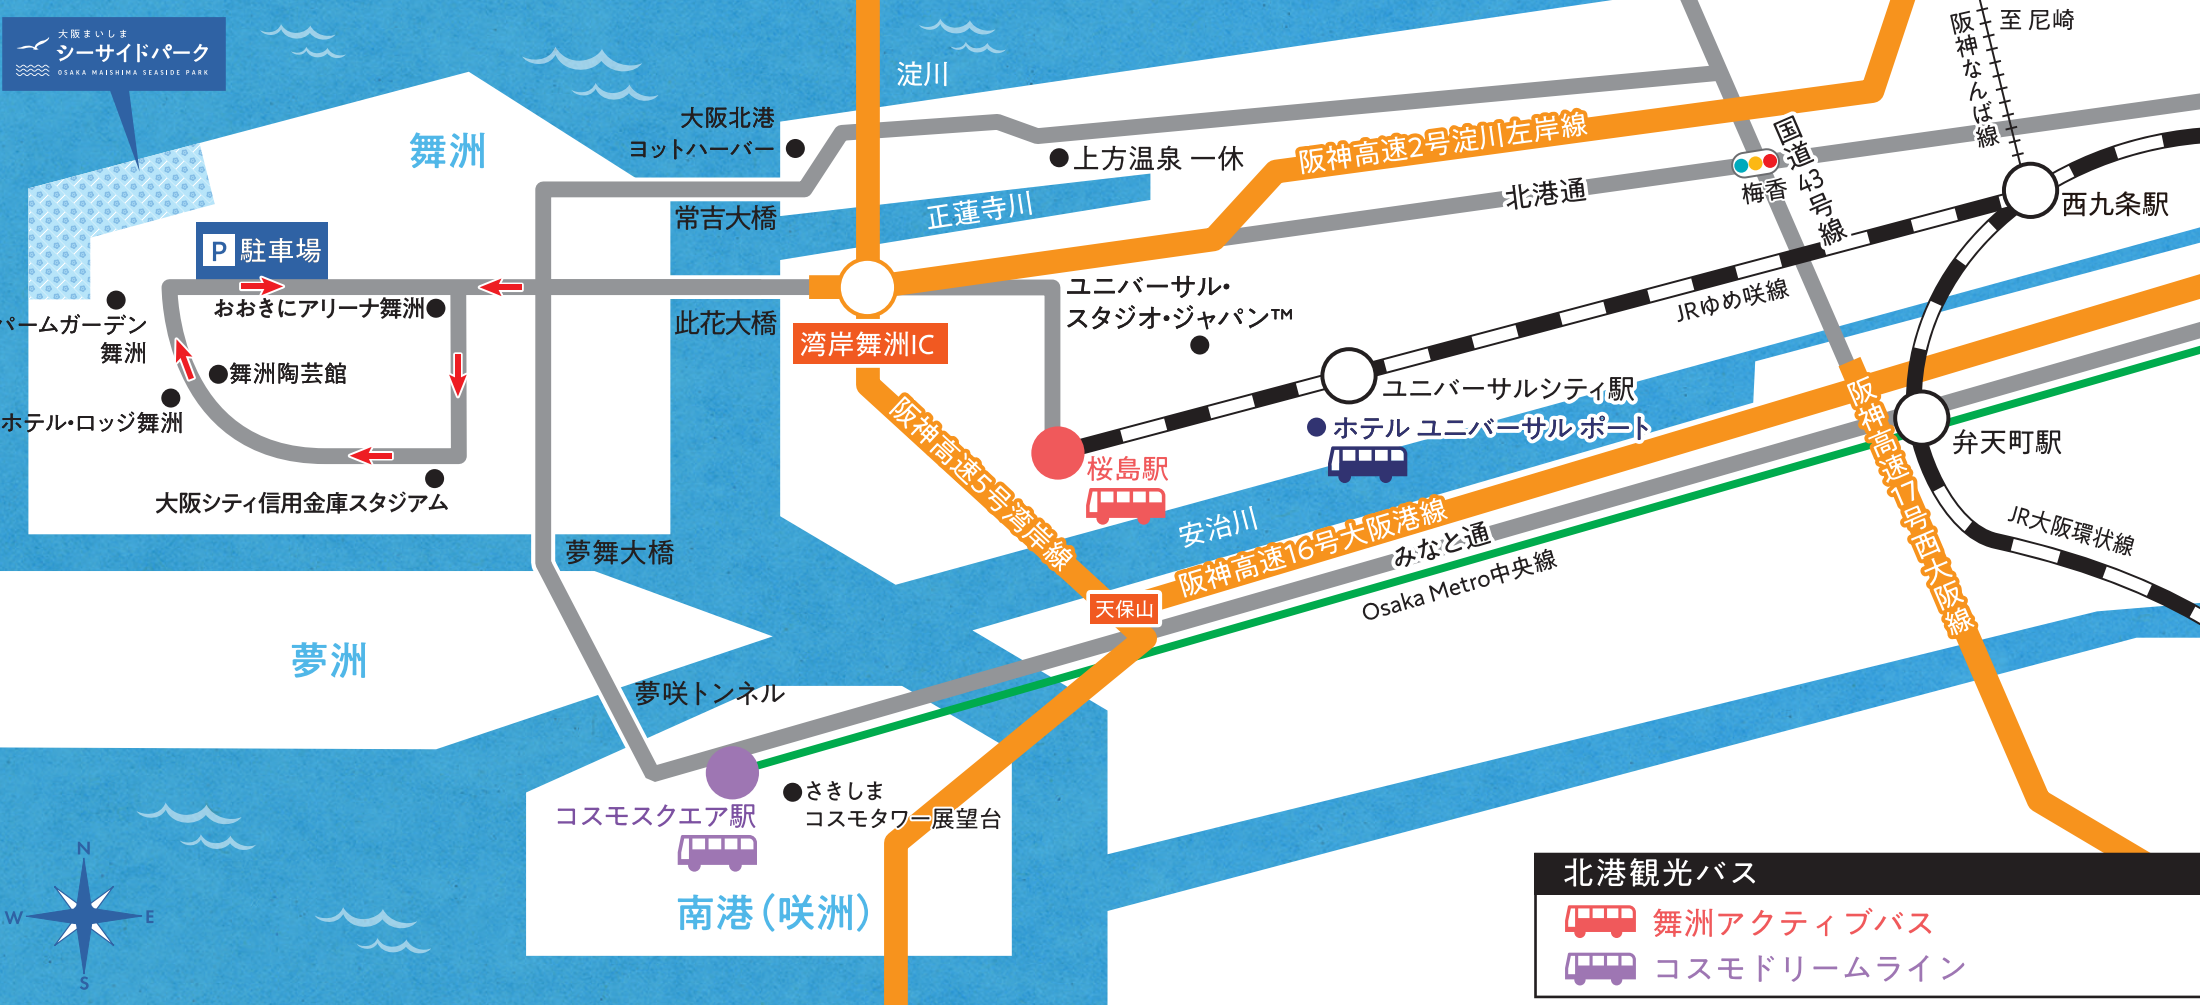 大阪まいしま
シーサイドパーク
OSAKA MAISHIMA SEASIDE PARK
舞洲
P 駐車場
おおきにアリーナ舞洲
パームガーデン
舞洲
舞洲陶芸館
ホテル・ロッジ舞洲
大阪シティ信用金庫スタジアム
夢舞大橋
夢洲
夢咲トンネル
淀川
大阪北港
ヨットハーバー
上方温泉 一休
常吉大橋
正蓮寺川
此花大橋
湾岸舞洲IC
ユニバーサル・
スタジオ・ジャパン™
阪神高速2号淀川左岸線
北港通
国道43号線
梅香
阪神なんば線
至 尼崎
西九条駅
JRゆめ咲線
ユニバーサルシティ駅
ホテル ユニバーサル ポート
桜島駅
阪神高速5号湾岸線
安治川
阪神高速16号大阪港線
みなと通
Osaka Metro中央線
天保山
阪神高速17号西大阪線
弁天町駅
JR大阪環状線
コスモスクエア駅
さきしま
コスモタワー展望台
南港（咲洲）
N
W
E
S
北港観光バス
舞洲アクティブバス
コスモドリームライン